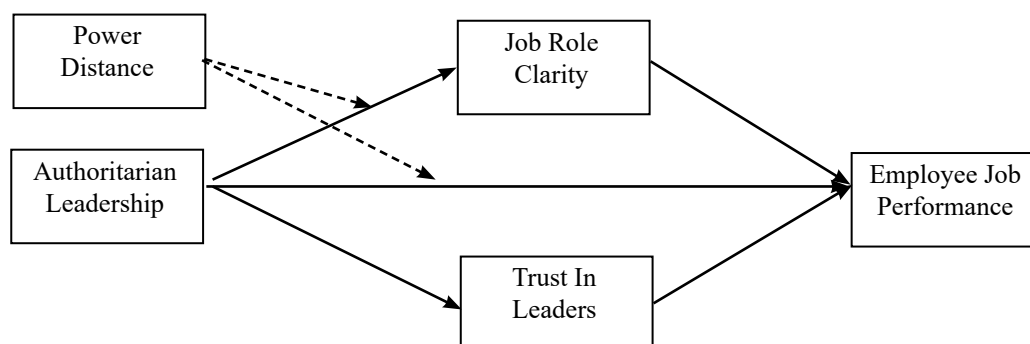 Power
Distance
Job Role
Clarity
Authoritarian
Leadership
Employee Job
Performance
Trust In
Leaders